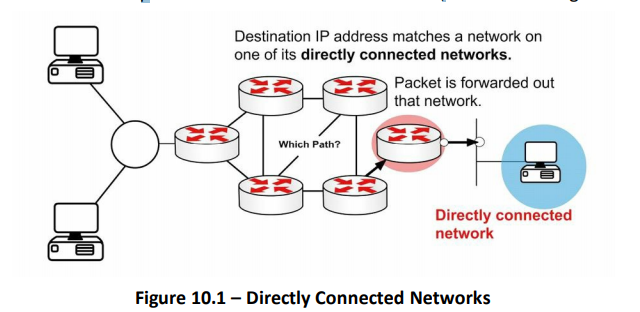 Destination IP address matches a network on
one of its directly connected networks.
Packet is forwarded out
that network.
Which Path?
Directly connected
network
Figure 10.1 – Directly Connected Networks